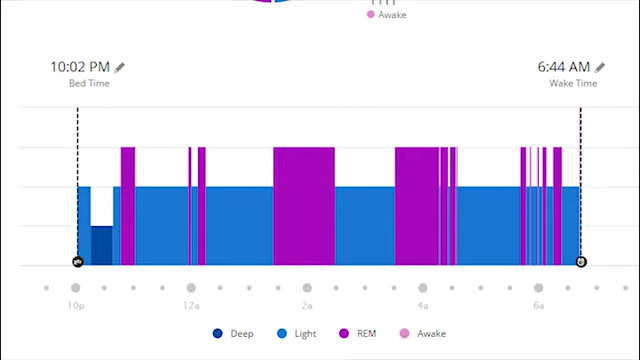 Awake
10:02 PM
Bed Time
6:44 AM
Wake Time
10p 12a 2a 4a 6a
Deep Light REM Awake